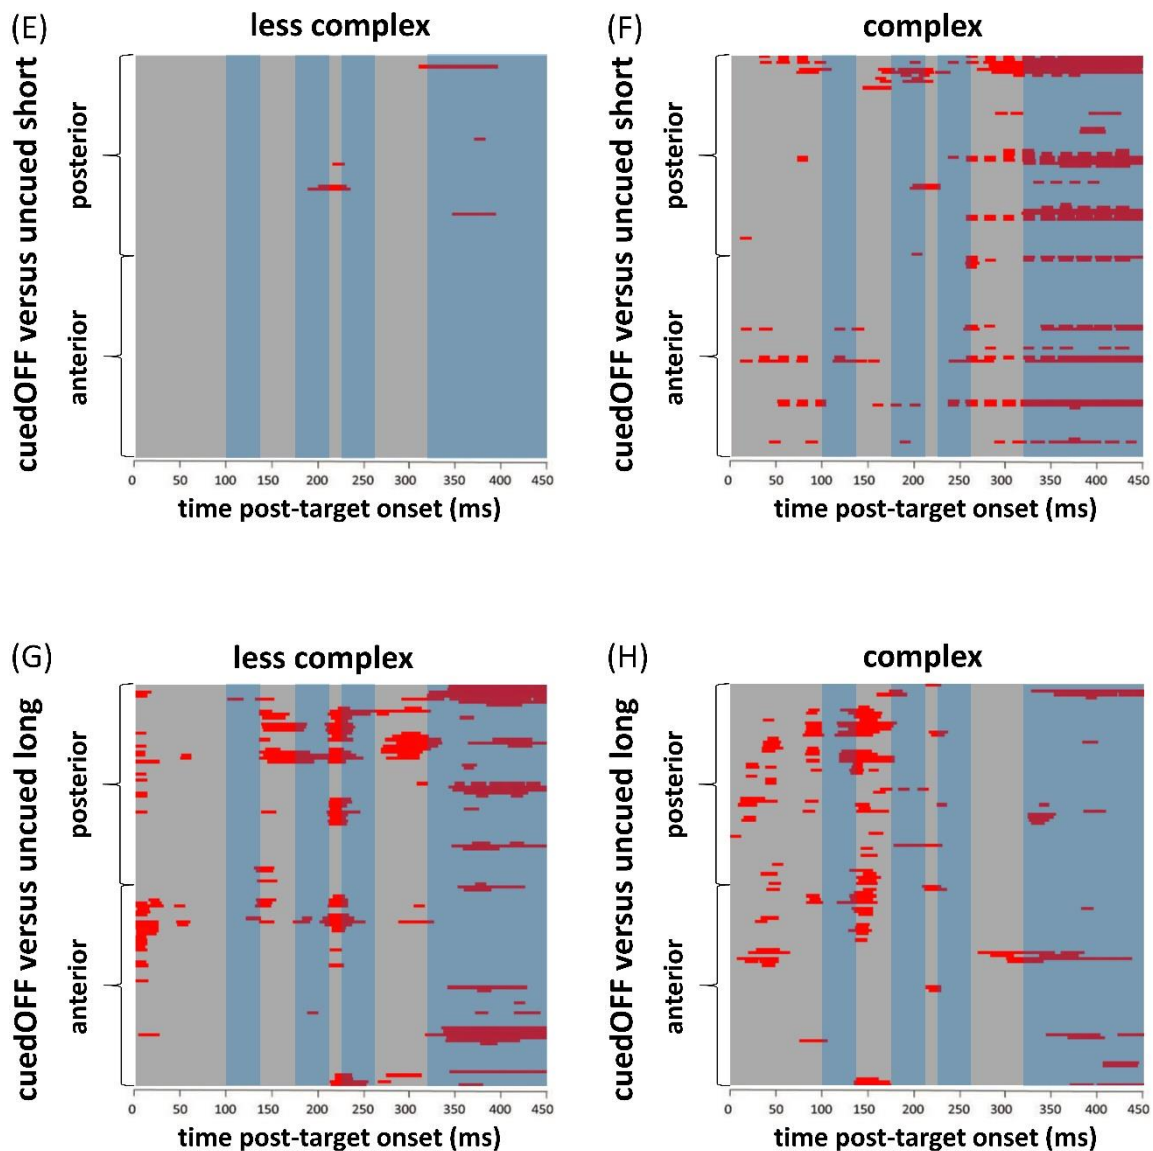 (E)
less complex
cuedOFF versus uncued short
posterior
anterior
0 50 100 150 200 250 300 350 400 450
time post-target onset (ms)
(F)
complex
cuedOFF versus uncued short
posterior
anterior
0 50 100 150 200 250 300 350 400 450
time post-target onset (ms)
(G)
less complex
cuedOFF versus uncued long
posterior
anterior
0 50 100 150 200 250 300 350 400 450
time post-target onset (ms)
(H)
complex
cuedOFF versus uncued long
posterior
anterior
0 50 100 150 200 250 300 350 400 450
time post-target onset (ms)